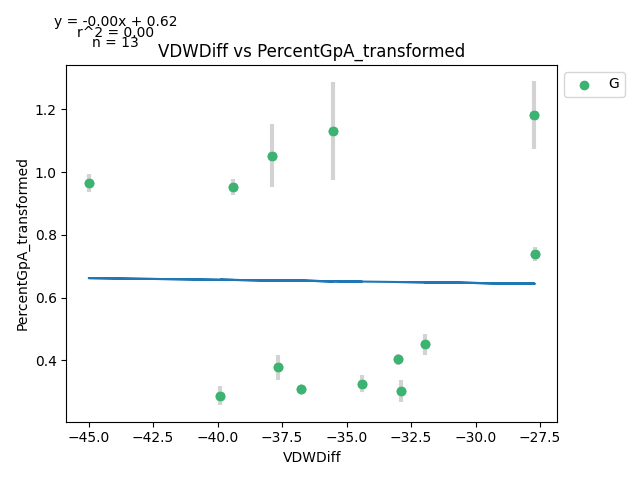 y = -0.00x + 0.62
r^2 = 0.00
n = 13
VDWDiff vs PercentGpA_transformed
G
PercentGpA_transformed
1.2
1.0
0.8
0.6
0.4
−45.0 −42.5 −40.0 −37.5 −35.0 −32.5 −30.0 −27.5
VDWDiff